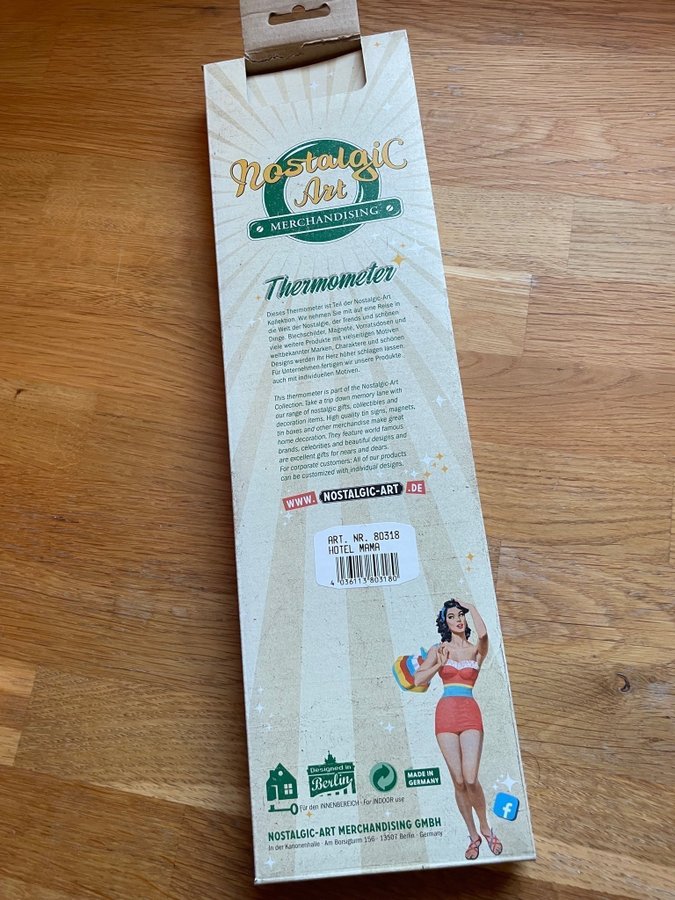 Nostalgic
Art
MERCHANDISING
Thermometer
Dieses Thermometer ist Teil der Nostalgic-Art
Kollektion. Wir nehmen Sie mit auf eine Reise in
die Welt der Nostalgie, der Trends und schönen
Dinge. Blechschilder, Magnete, Vorratsdosen und
viele weitere Produkte mit vielseitigen Motiven
weltbekannter Marken, Charaktere und schönen
Designs werden Ihr Herz höher schlagen lassen.
Für Unternehmen fertigen wir unsere Produkte
auch mit individuellen Motiven.
This thermometer is part of the Nostalgic-Art
Collection. Take a trip down memory lane with
our range of nostalgic gifts, collectibles and
decoration items. High quality tin signs, magnets,
tin boxes and other merchandise make great
home decoration. They feature world famous
brands, celebrities and beautiful designs and
are excellent gifts for nears and dears.
For corporate customers: All of our products
can be customized with individual designs.
WWW. NOSTALGIC-ART .DE
ART. NR. 80318
HOTEL MAMA
4 036113 803180
Designed in
Berlin
MADE IN
GERMANY
Für den INNENBEREICH · For INDOOR use
f
NOSTALGIC-ART MERCHANDISING GMBH
In der Kanonenhalle · Am Borsigturm 156 · 13507 Berlin · Germany